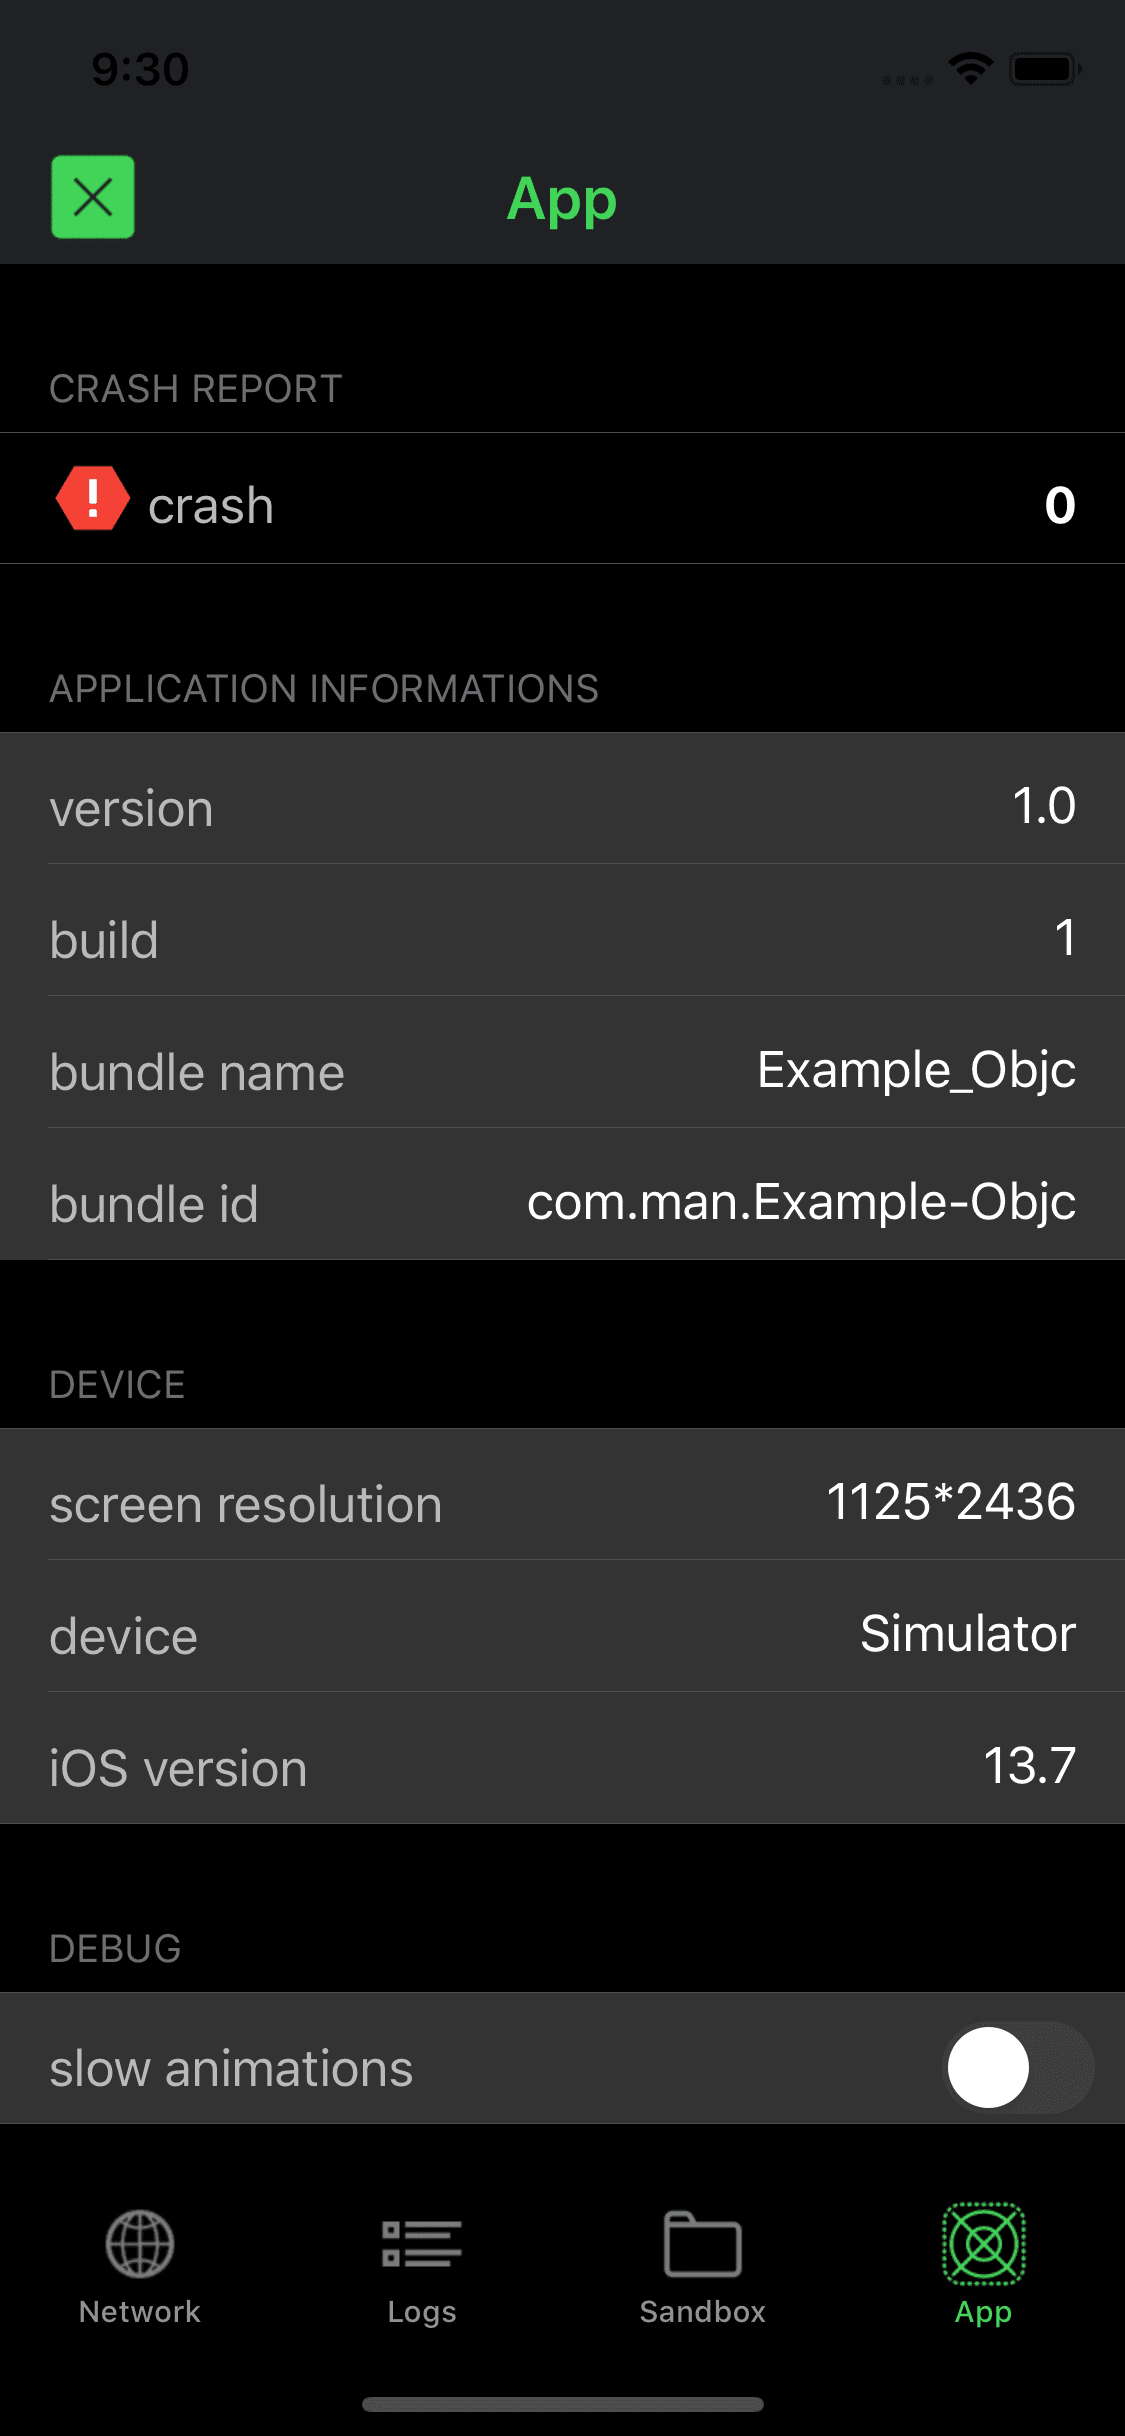 9:30
App
CRASH REPORT
crash 0
APPLICATION INFORMATIONS
version 1.0
build 1
bundle name Example_Objc
bundle id com.man.Example-Objc
DEVICE
screen resolution 1125*2436
device Simulator
iOS version 13.7
DEBUG
slow animations
Network Logs Sandbox App